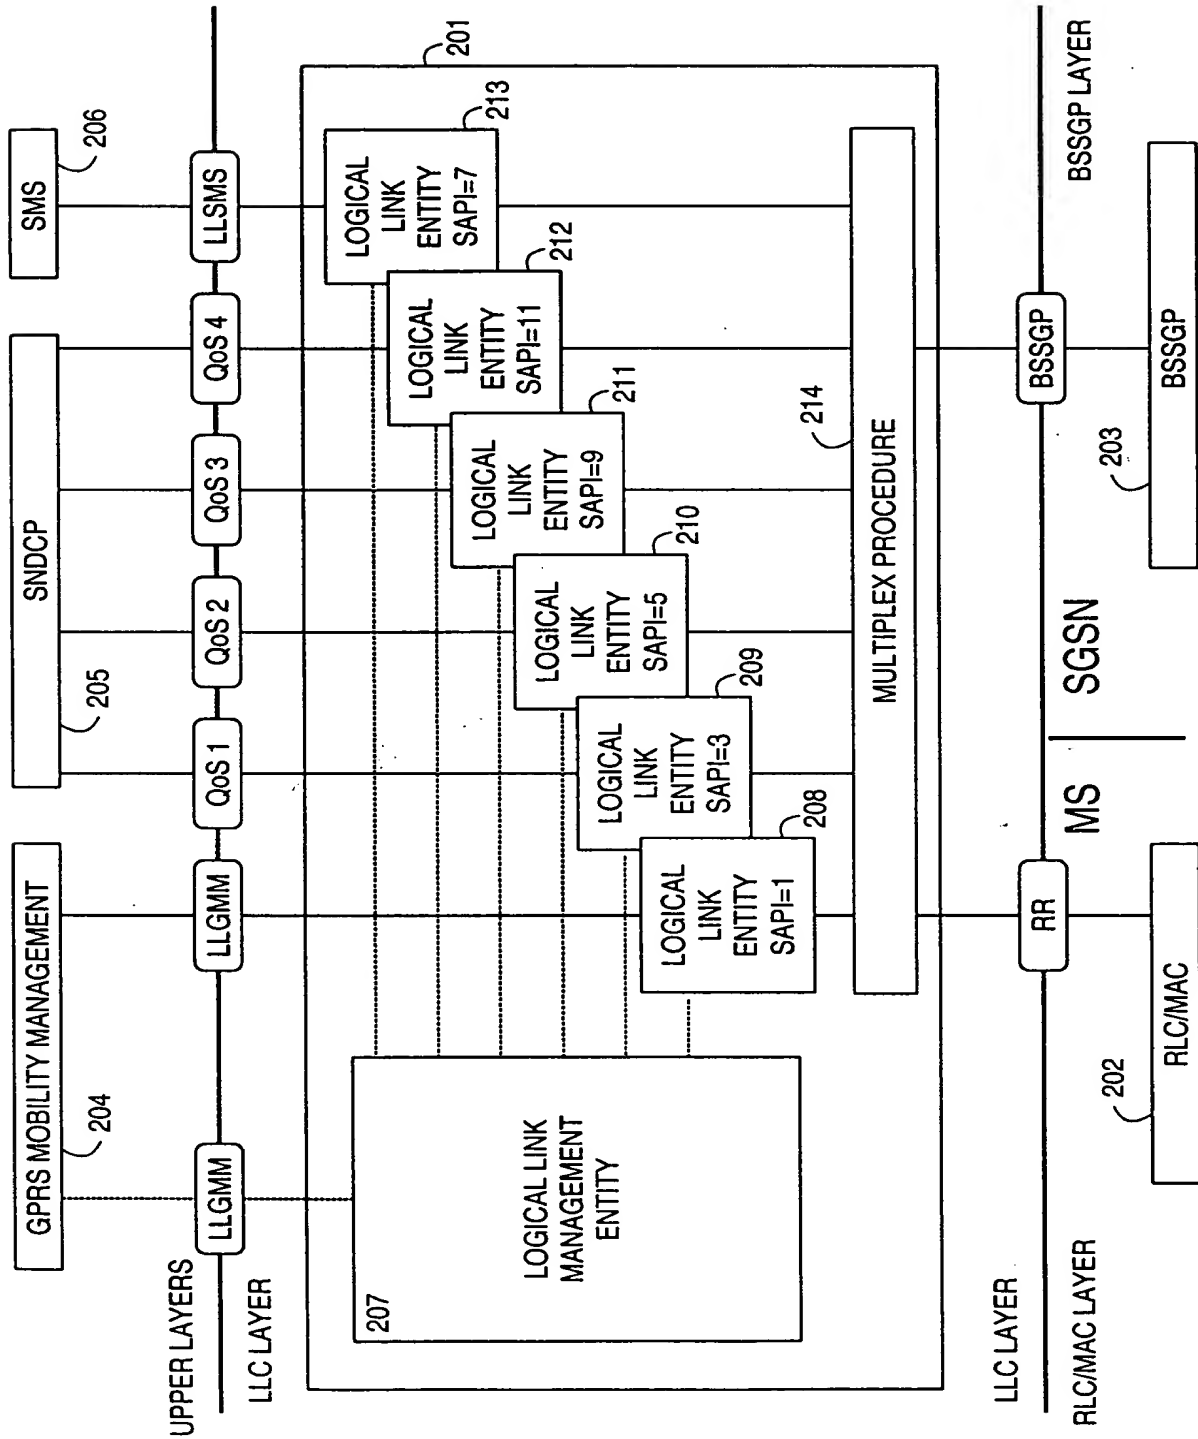 GPRS MOBILITY MANAGEMENT
204
SNDCP
205
SMS
206
UPPER LAYERS
LLC LAYER
LLGMM
LLGMM
QoS 1
QoS 2
QoS 3
QoS 4
LLSMS
201
207
LOGICAL LINK
MANAGEMENT
ENTITY
LOGICAL
LINK
ENTITY
SAPI=1
208
LOGICAL
LINK
ENTITY
SAPI=3
209
LOGICAL
LINK
ENTITY
SAPI=5
210
LOGICAL
LINK
ENTITY
SAPI=9
211
LOGICAL
LINK
ENTITY
SAPI=11
212
LOGICAL
LINK
ENTITY
SAPI=7
213
MULTIPLEX PROCEDURE
214
LLC LAYER
RLC/MAC LAYER
RR
MS
SGSN
BSSGP
BSSGP LAYER
202
RLC/MAC
203
BSSGP